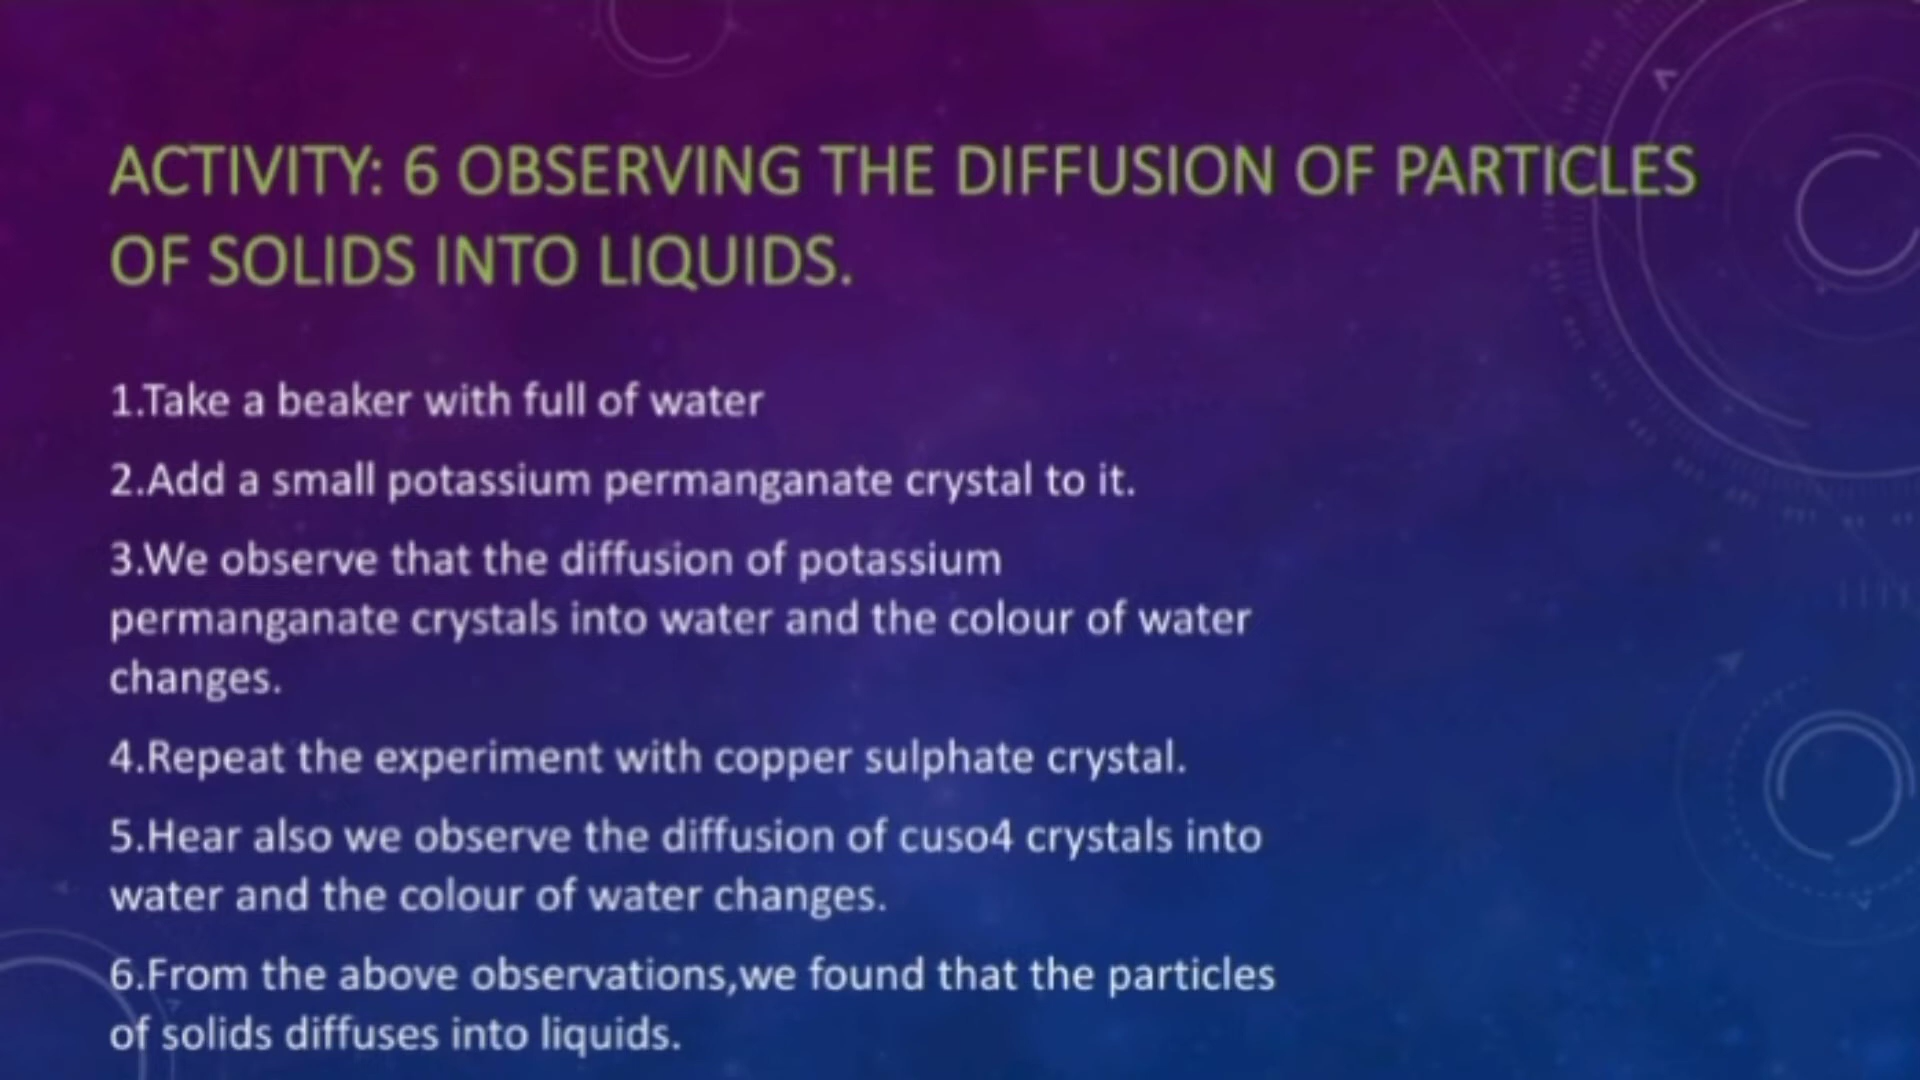 ACTIVITY: 6 OBSERVING THE DIFFUSION OF PARTICLES
OF SOLIDS INTO LIQUIDS.
1.Take a beaker with full of water
2.Add a small potassium permanganate crystal to it.
3.We observe that the diffusion of potassium
permanganate crystals into water and the colour of water
changes.
4.Repeat the experiment with copper sulphate crystal.
5.Hear also we observe the diffusion of cuso4 crystals into
water and the colour of water changes.
6.From the above observations,we found that the particles
of solids diffuses into liquids.